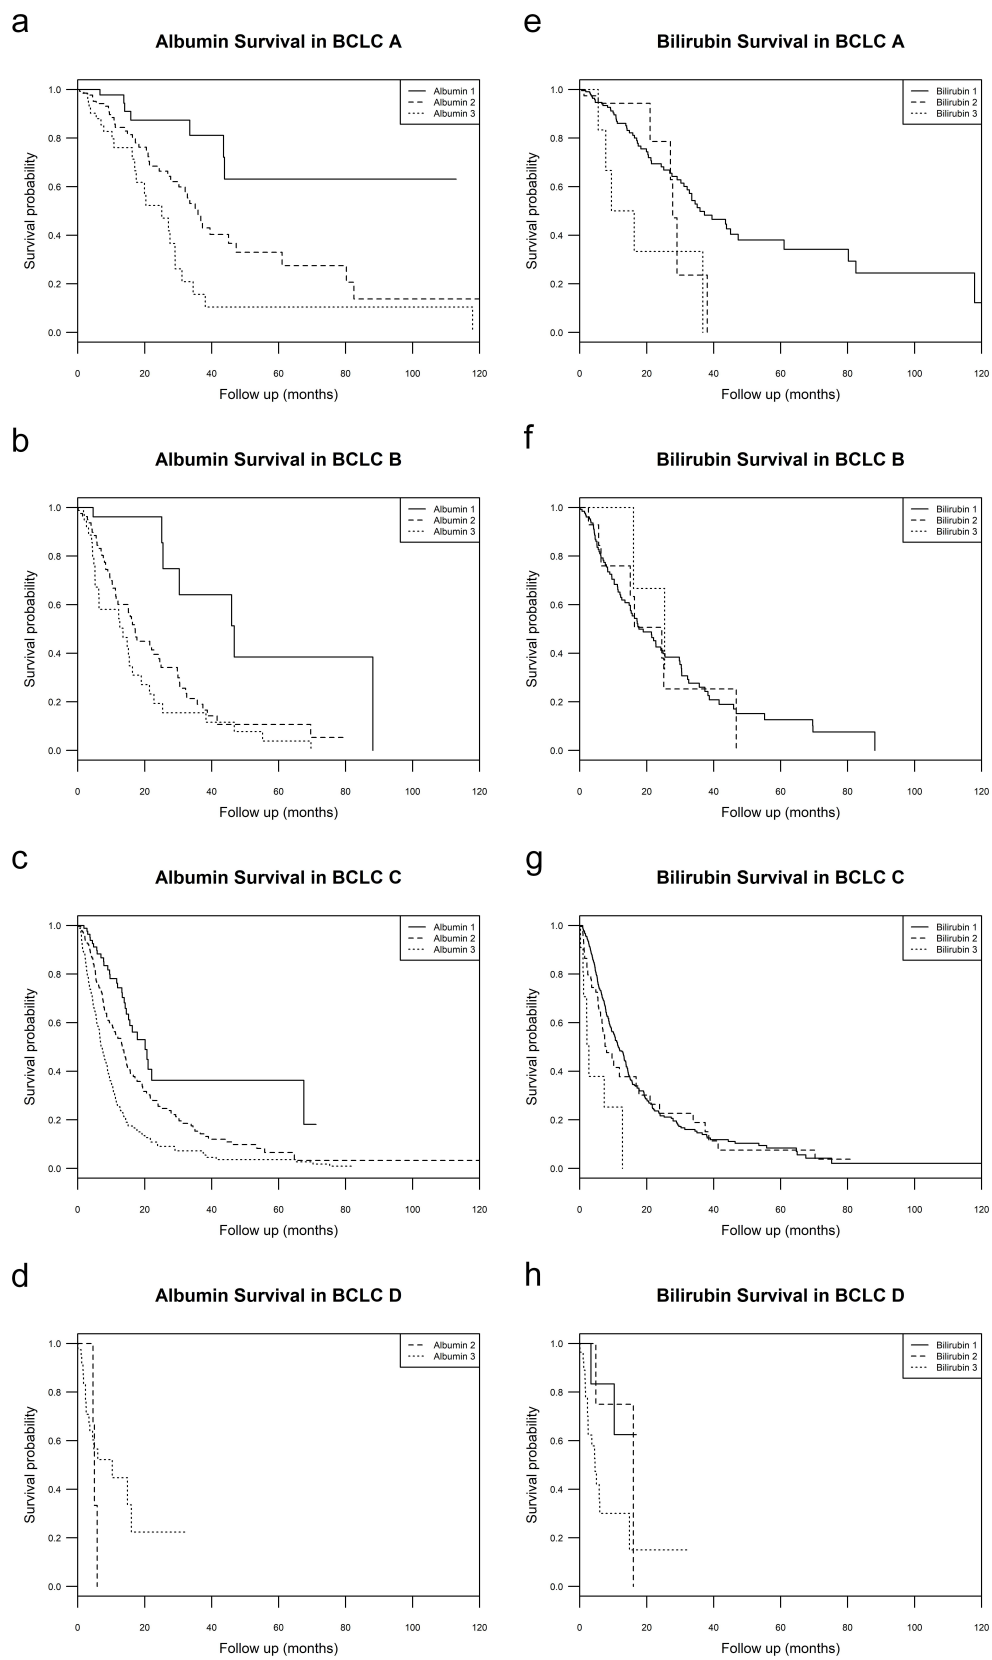 a
Albumin Survival in BCLC A
Survival probability
1.0
0.8
0.6
0.4
0.2
0.0
Albumin 1
Albumin 2
Albumin 3
0 20 40 60 80 100 120
Follow up (months)
e
Bilirubin Survival in BCLC A
Survival probability
1.0
0.8
0.6
0.4
0.2
0.0
Bilirubin 1
Bilirubin 2
Bilirubin 3
0 20 40 60 80 100 120
Follow up (months)
b
Albumin Survival in BCLC B
Survival probability
1.0
0.8
0.6
0.4
0.2
0.0
Albumin 1
Albumin 2
Albumin 3
0 20 40 60 80 100 120
Follow up (months)
f
Bilirubin Survival in BCLC B
Survival probability
1.0
0.8
0.6
0.4
0.2
0.0
Bilirubin 1
Bilirubin 2
Bilirubin 3
0 20 40 60 80 100 120
Follow up (months)
c
Albumin Survival in BCLC C
Survival probability
1.0
0.8
0.6
0.4
0.2
0.0
Albumin 1
Albumin 2
Albumin 3
0 20 40 60 80 100 120
Follow up (months)
g
Bilirubin Survival in BCLC C
Survival probability
1.0
0.8
0.6
0.4
0.2
0.0
Bilirubin 1
Bilirubin 2
Bilirubin 3
0 20 40 60 80 100 120
Follow up (months)
d
Albumin Survival in BCLC D
Survival probability
1.0
0.8
0.6
0.4
0.2
0.0
Albumin 2
Albumin 3
0 20 40 60 80 100 120
Follow up (months)
h
Bilirubin Survival in BCLC D
Survival probability
1.0
0.8
0.6
0.4
0.2
0.0
Bilirubin 1
Bilirubin 2
Bilirubin 3
0 20 40 60 80 100 120
Follow up (months)